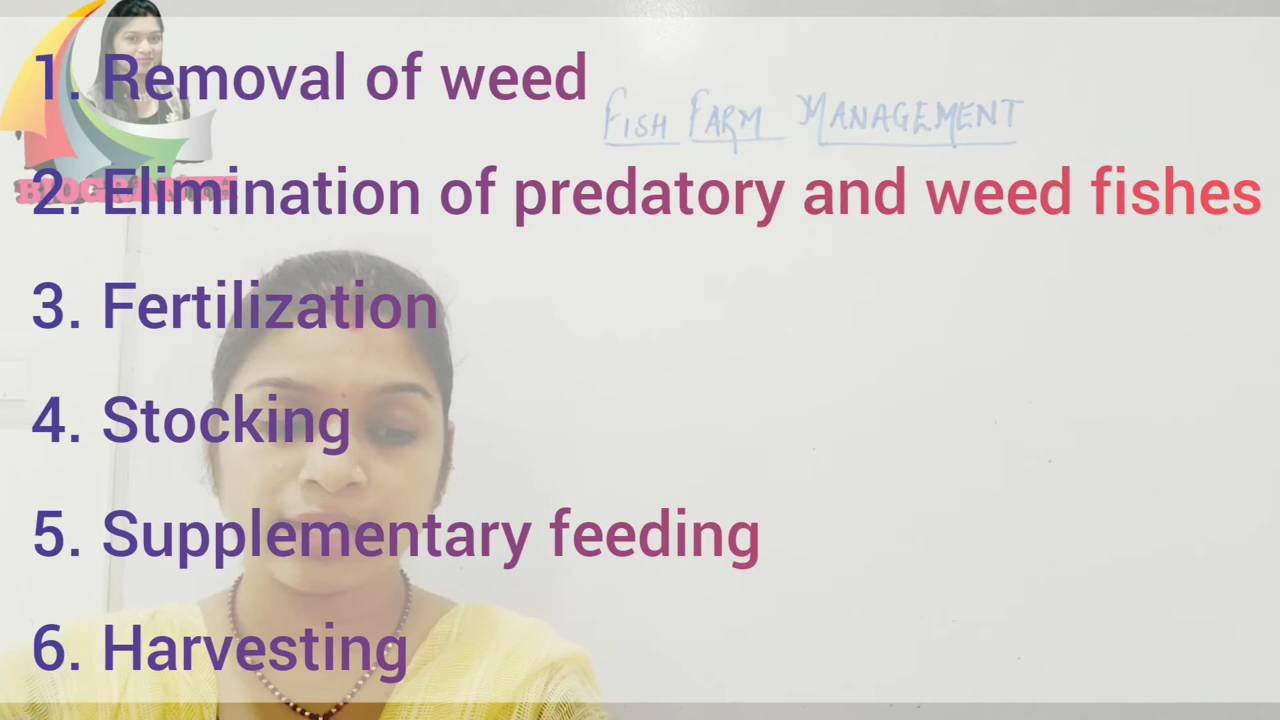 1. Removal of weed
FISH FARM MANAGEMENT
2. Elimination of predatory and weed fishes
3. Fertilization
4. Stocking
5. Supplementary feeding
6. Harvesting